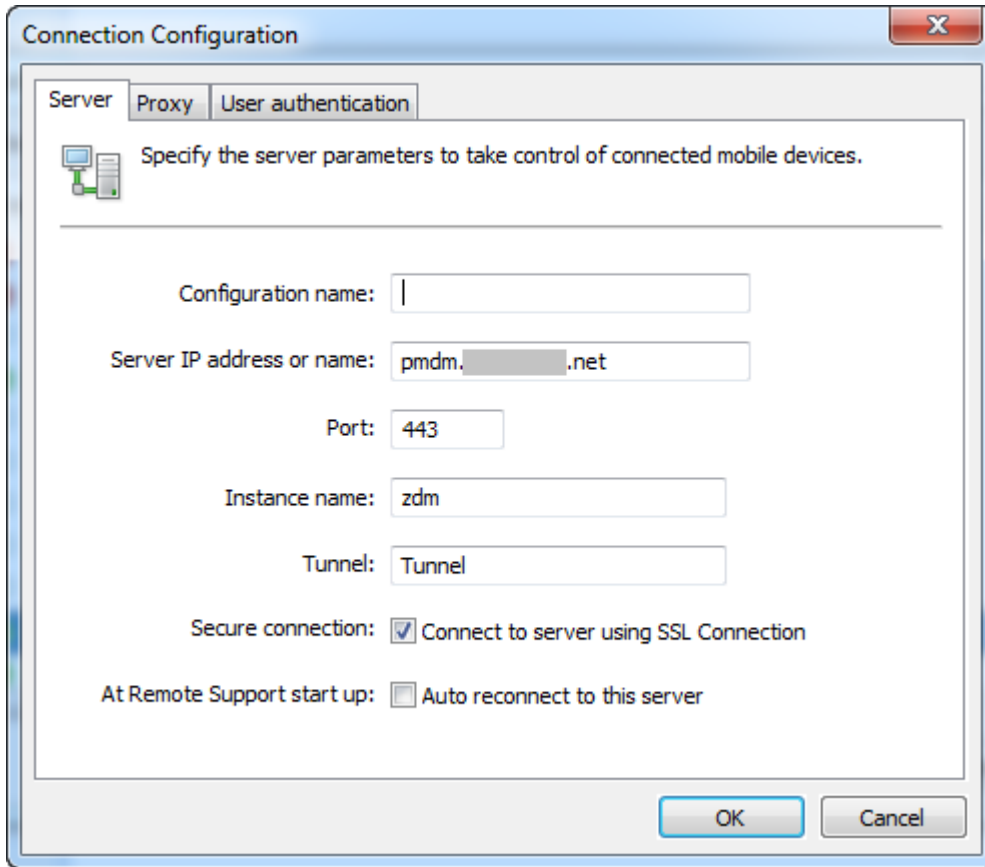 Connection Configuration
Server Proxy User authentication
Specify the server parameters to take control of connected mobile devices.
Configuration name:
Server IP address or name: pmdm. .net
Port: 443
Instance name: zdm
Tunnel: Tunnel
Secure connection: Connect to server using SSL Connection
At Remote Support start up: Auto reconnect to this server
OK Cancel